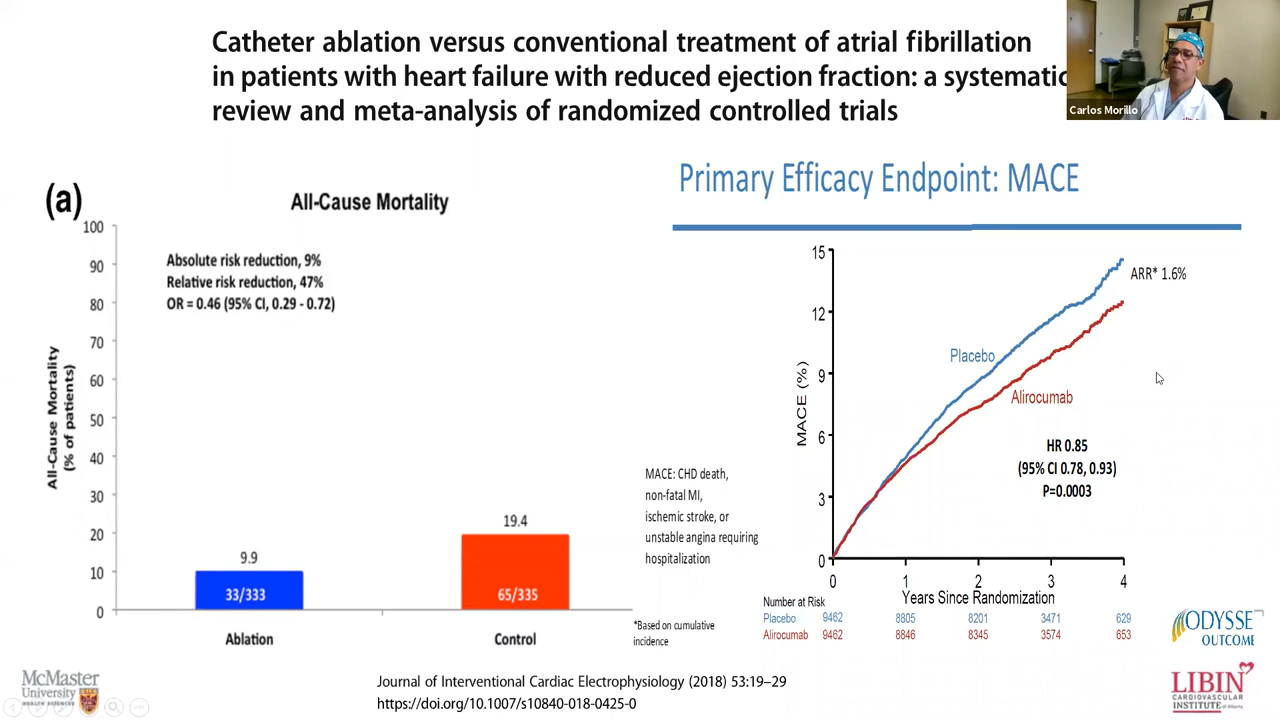 Catheter ablation versus conventional treatment of atrial fibrillation
in patients with heart failure with reduced ejection fraction: a systematic
review and meta-analysis of randomized controlled trials
Carlos Morillo
(a)
All-Cause Mortality
100
90
80
70
60
50
40
30
20
10
0
All-Cause Mortality
(% of patients)
Absolute risk reduction, 9%
Relative risk reduction, 47%
OR = 0.46 (95% CI, 0.29 - 0.72)
9.9
33/333
19.4
65/335
Ablation
Control
Primary Efficacy Endpoint: MACE
15
12
9
6
3
0
MACE (%)
ARR* 1.6%
Placebo
Alirocumab
HR 0.85
(95% CI 0.78, 0.93)
P=0.0003
MACE: CHD death,
non-fatal MI,
ischemic stroke, or
unstable angina requiring
hospitalization
0 1 2 3 4
Years Since Randomization
Number at Risk
Placebo 9462 8805 8201 3471 629
Alirocumab 9462 8846 8345 3574 653
*Based on cumulative
incidence
ODYSSE
OUTCOME
McMaster
University
HEALTH SCIENCES
Journal of Interventional Cardiac Electrophysiology (2018) 53:19–29
https://doi.org/10.1007/s10840-018-0425-0
LIBIN
CARDIOVASCULAR
INSTITUTE of Alberta